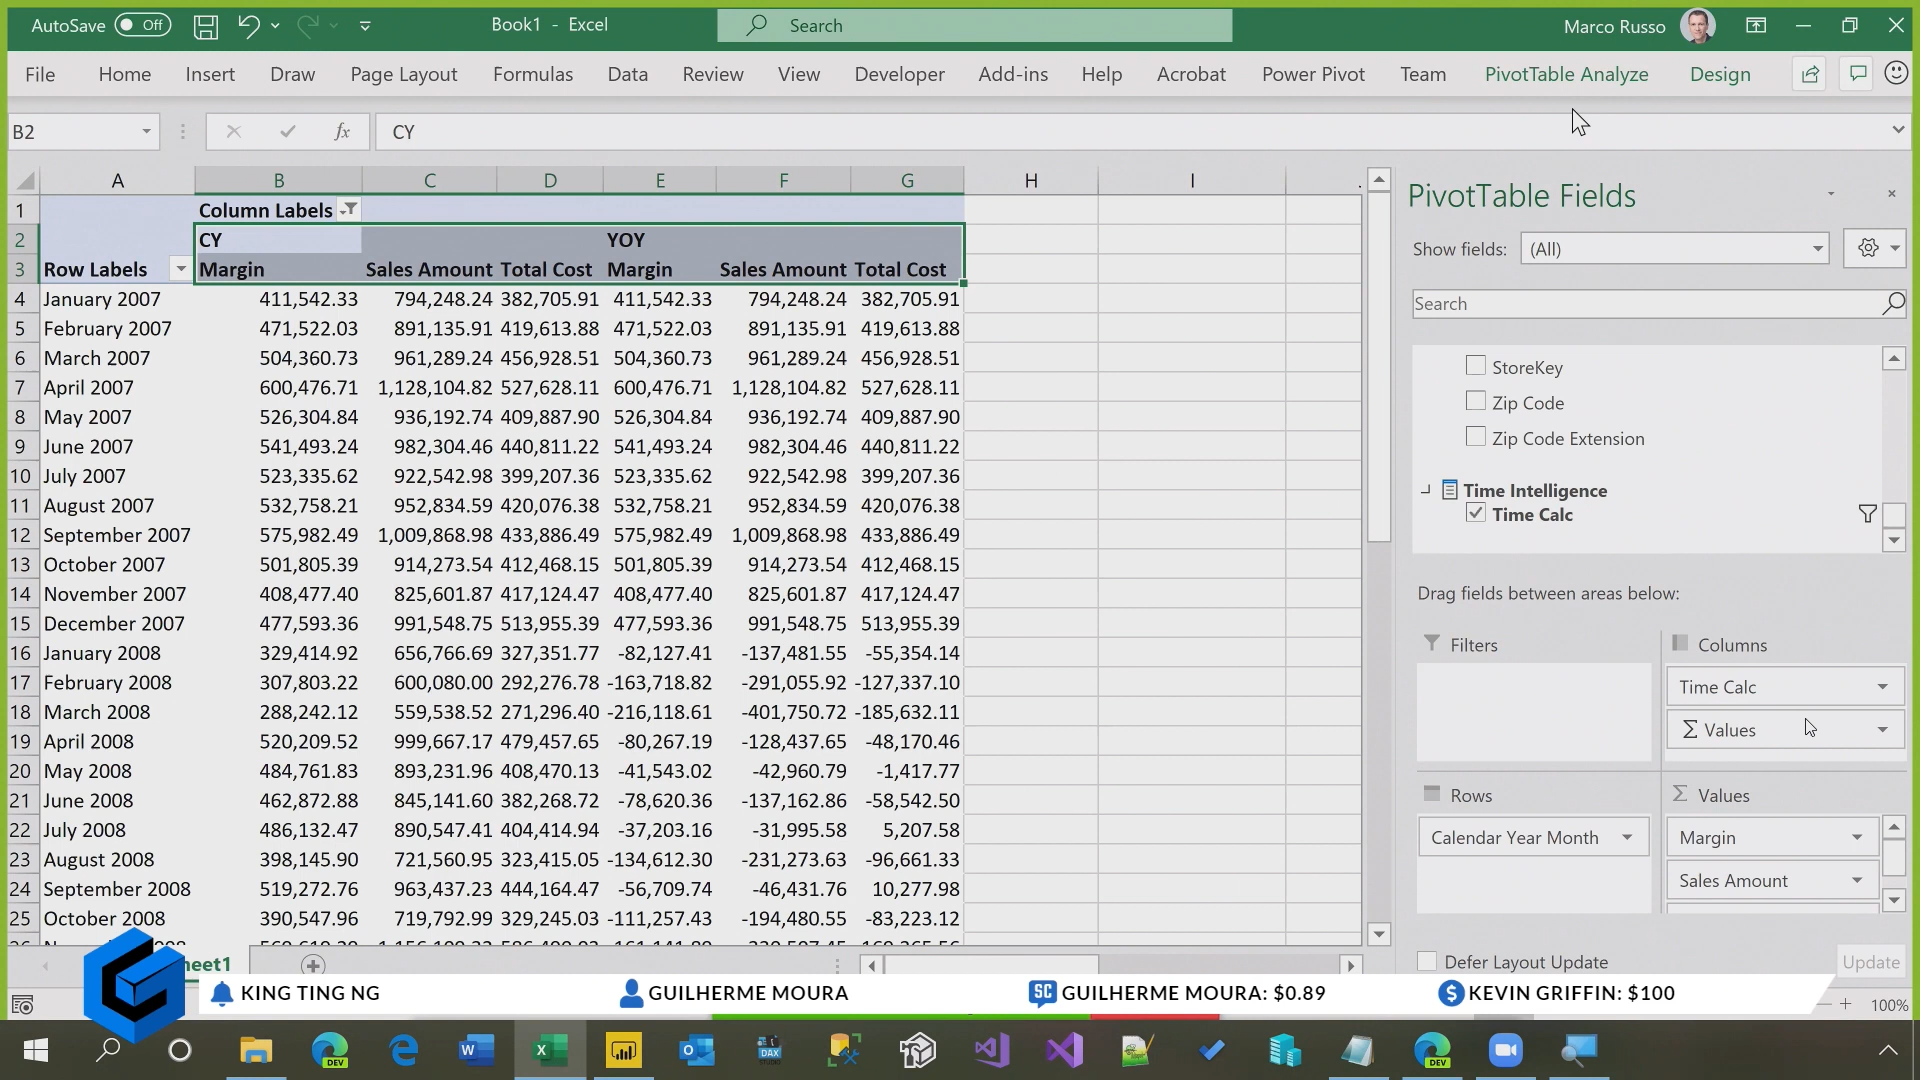 AutoSave Off Book1 - Excel Search Marco Russo
File Home Insert Draw Page Layout Formulas Data Review View Developer Add-ins Help Acrobat Power Pivot Team PivotTable Analyze Design
B2 fx CY
A B C D E F G H I
1 Column Labels
2 CY YOY
3 Row Labels Margin Sales Amount Total Cost Margin Sales Amount Total Cost
4 January 2007 411,542.33 794,248.24 382,705.91 411,542.33 794,248.24 382,705.91
5 February 2007 471,522.03 891,135.91 419,613.88 471,522.03 891,135.91 419,613.88
6 March 2007 504,360.73 961,289.24 456,928.51 504,360.73 961,289.24 456,928.51
7 April 2007 600,476.71 1,128,104.82 527,628.11 600,476.71 1,128,104.82 527,628.11
8 May 2007 526,304.84 936,192.74 409,887.90 526,304.84 936,192.74 409,887.90
9 June 2007 541,493.24 982,304.46 440,811.22 541,493.24 982,304.46 440,811.22
10 July 2007 523,335.62 922,542.98 399,207.36 523,335.62 922,542.98 399,207.36
11 August 2007 532,758.21 952,834.59 420,076.38 532,758.21 952,834.59 420,076.38
12 September 2007 575,982.49 1,009,868.98 433,886.49 575,982.49 1,009,868.98 433,886.49
13 October 2007 501,805.39 914,273.54 412,468.15 501,805.39 914,273.54 412,468.15
14 November 2007 408,477.40 825,601.87 417,124.47 408,477.40 825,601.87 417,124.47
15 December 2007 477,593.36 991,548.75 513,955.39 477,593.36 991,548.75 513,955.39
16 January 2008 329,414.92 656,766.69 327,351.77 -82,127.41 -137,481.55 -55,354.14
17 February 2008 307,803.22 600,080.00 292,276.78 -163,718.82 -291,055.92 -127,337.10
18 March 2008 288,242.12 559,538.52 271,296.40 -216,118.61 -401,750.72 -185,632.11
19 April 2008 520,209.52 999,667.17 479,457.65 -80,267.19 -128,437.65 -48,170.46
20 May 2008 484,761.83 893,231.96 408,470.13 -41,543.02 -42,960.79 -1,417.77
21 June 2008 462,872.88 845,141.60 382,268.72 -78,620.36 -137,162.86 -58,542.50
22 July 2008 486,132.47 890,547.41 404,414.94 -37,203.16 -31,995.58 5,207.58
23 August 2008 398,145.90 721,560.95 323,415.05 -134,612.30 -231,273.63 -96,661.33
24 September 2008 519,272.76 963,437.23 444,164.47 -56,709.74 -46,431.76 10,277.98
25 October 2008 390,547.96 719,792.99 329,245.03 -111,257.43 -194,480.55 -83,223.12
eet1
PivotTable Fields
Show fields: (All)
Search
StoreKey
Zip Code
Zip Code Extension
Time Intelligence
Time Calc
Drag fields between areas below:
Filters Columns
Time Calc
Σ Values
Rows Σ Values
Calendar Year Month Margin
Sales Amount
Defer Layout Update Update
KING TING NG GUILHERME MOURA SC GUILHERME MOURA: $0.89 $ KEVIN GRIFFIN: $100
+ 100%
DEV W X DAX DEV